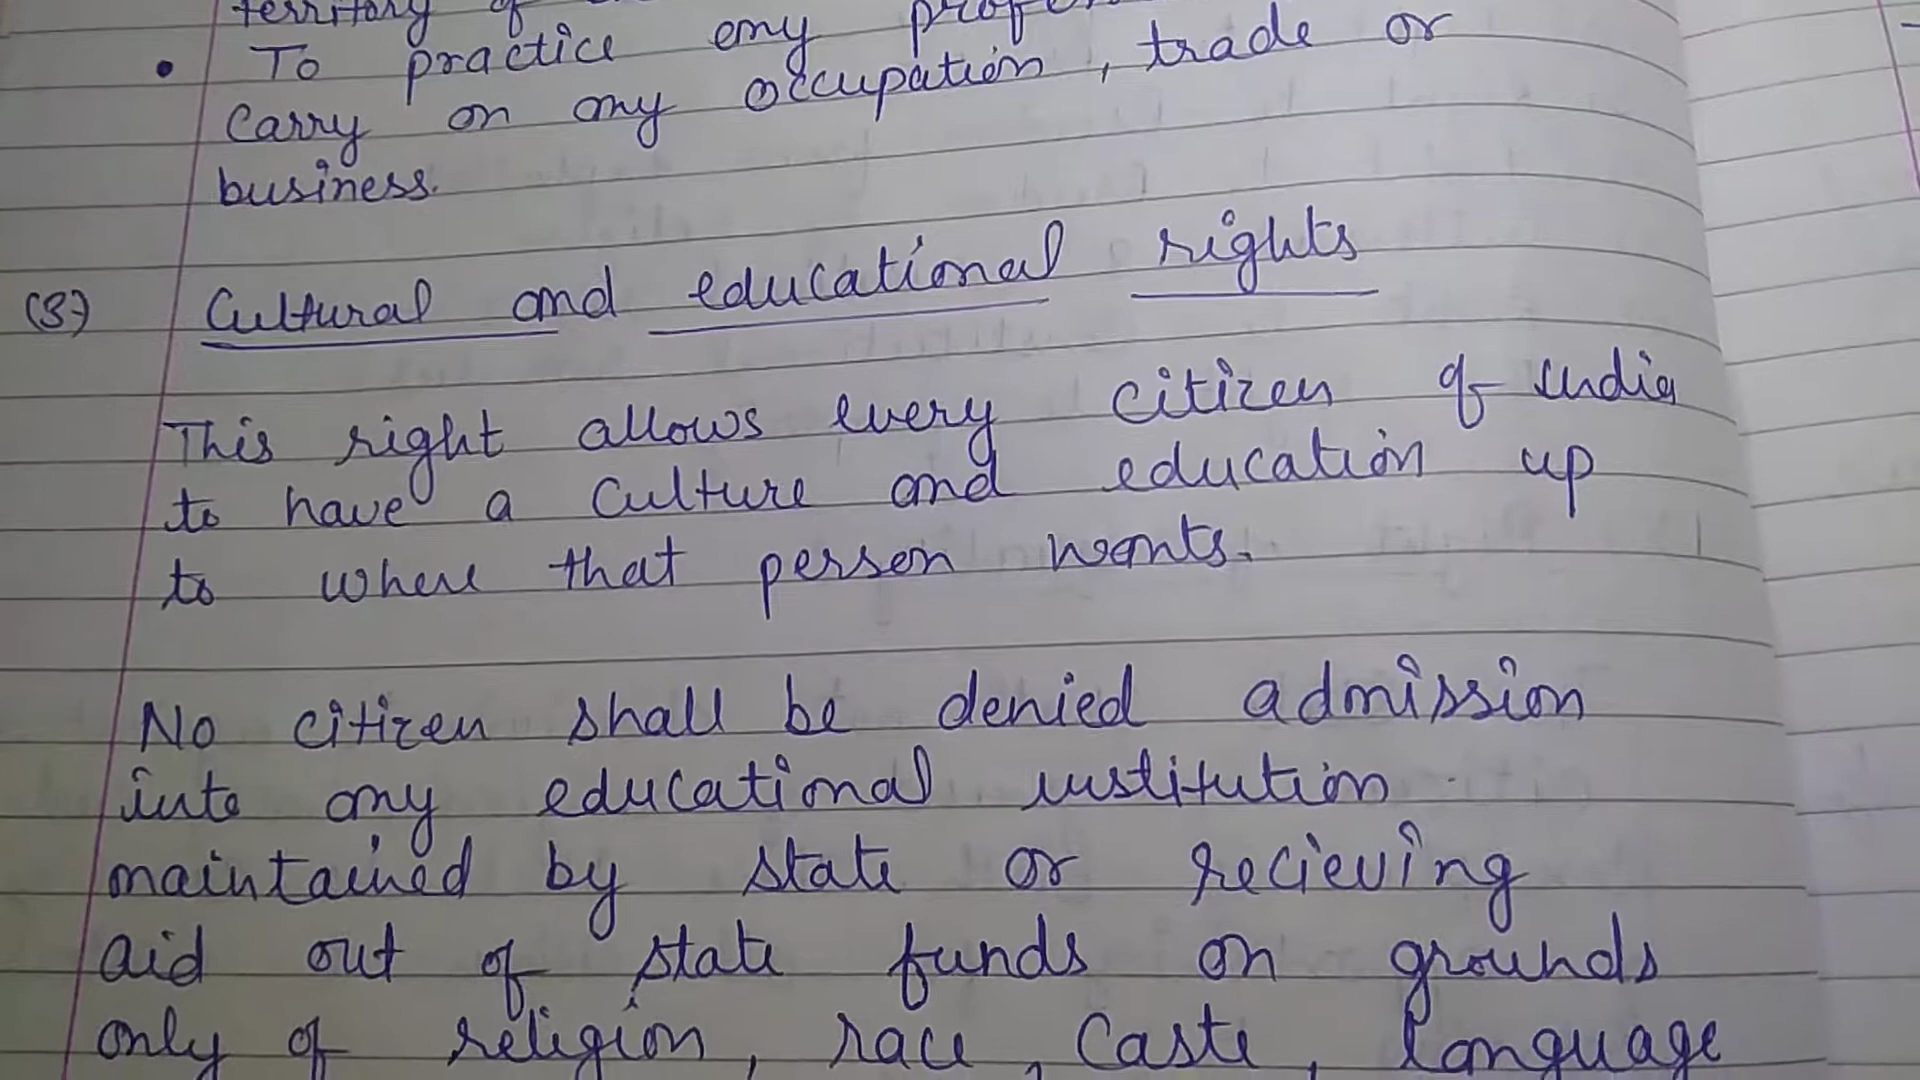 territory of
• To practice any
carry on any occupation, trade or
business.
(3) Cultural and educational rights
This right allows every citizen of India
to have a culture and education up
to where that person wants.
No citizen shall be denied admission
into any educational institution
maintained by state or recieving
aid out of state funds on grounds
only of religion, race, caste, language